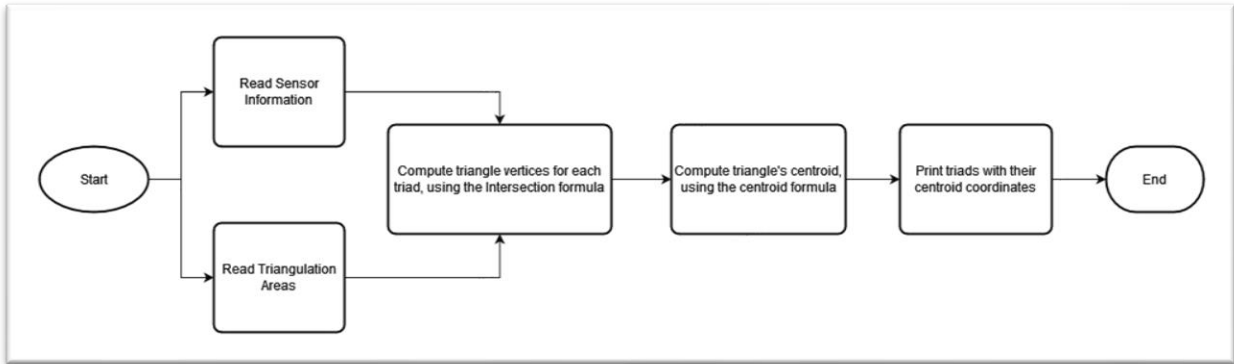 Start
Read Sensor
Information
Read Triangulation
Areas
Compute triangle vertices for each
triad, using the Intersection formula
Compute triangle's centroid,
using the centroid formula
Print triads with their
centroid coordinates
End